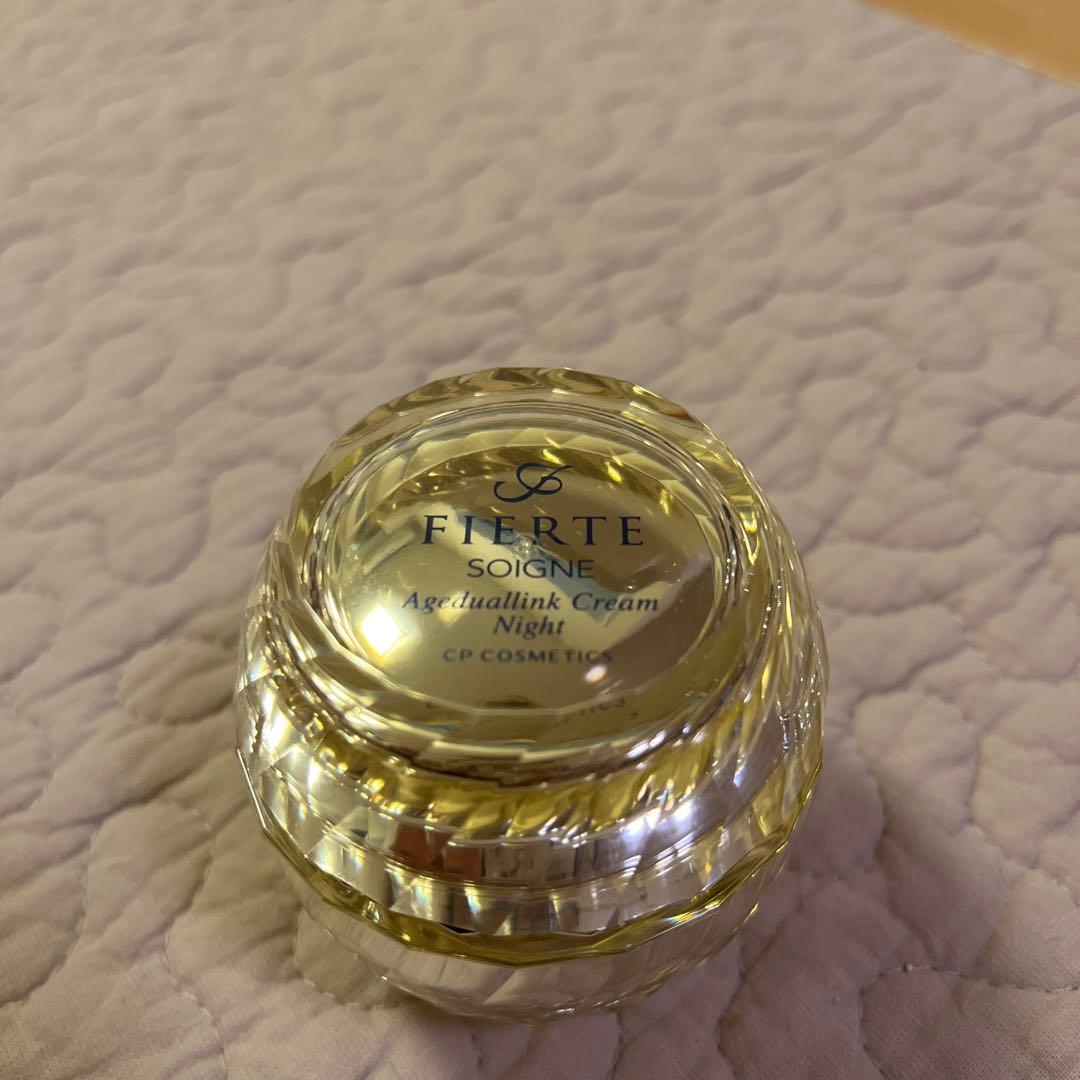 FIERTE
SOIGNE
Ageduallink Cream
Night
CP COSMETICS